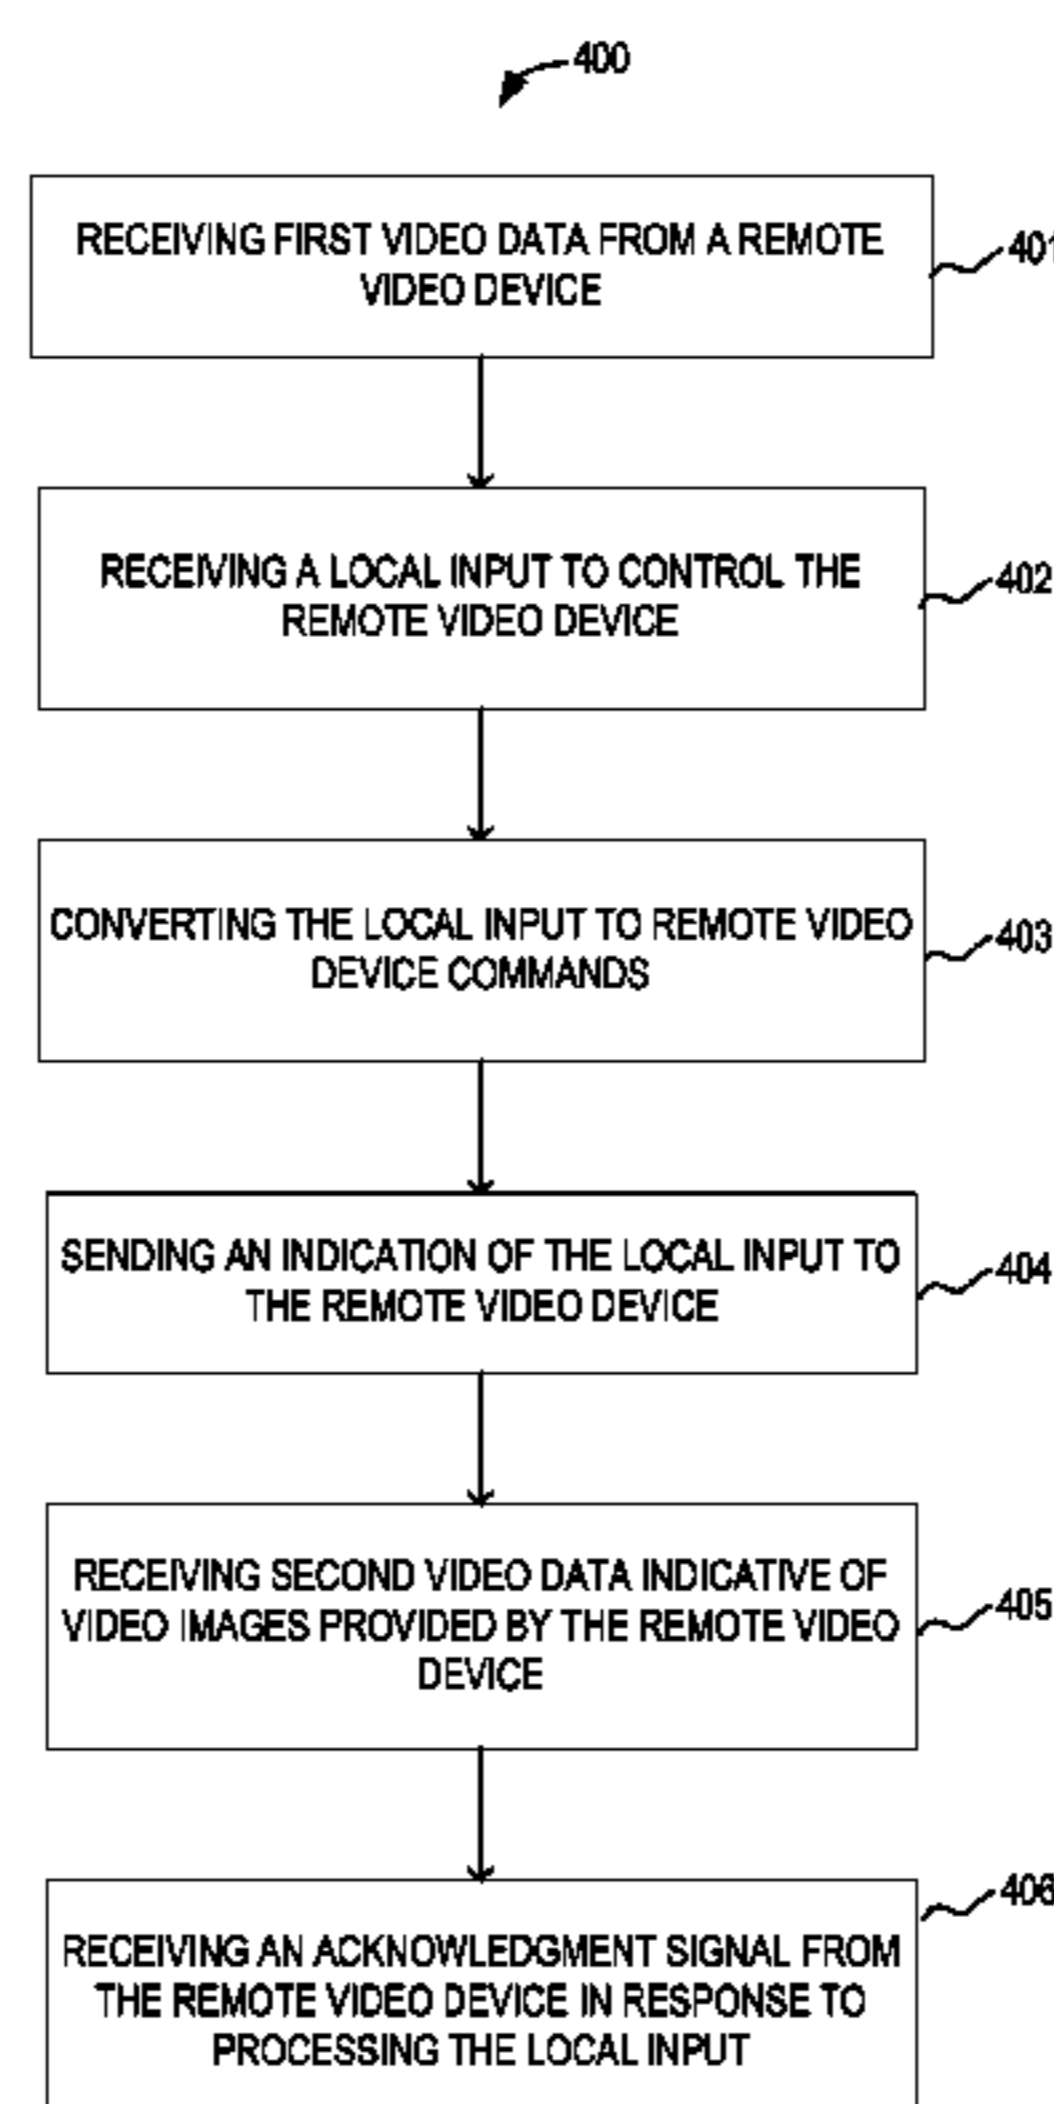 400
RECEIVING FIRST VIDEO DATA FROM A REMOTE
VIDEO DEVICE
401
RECEIVING A LOCAL INPUT TO CONTROL THE
REMOTE VIDEO DEVICE
402
CONVERTING THE LOCAL INPUT TO REMOTE VIDEO
DEVICE COMMANDS
403
SENDING AN INDICATION OF THE LOCAL INPUT TO
THE REMOTE VIDEO DEVICE
404
RECEIVING SECOND VIDEO DATA INDICATIVE OF
VIDEO IMAGES PROVIDED BY THE REMOTE VIDEO
DEVICE
405
RECEIVING AN ACKNOWLEDGMENT SIGNAL FROM
THE REMOTE VIDEO DEVICE IN RESPONSE TO
PROCESSING THE LOCAL INPUT
406